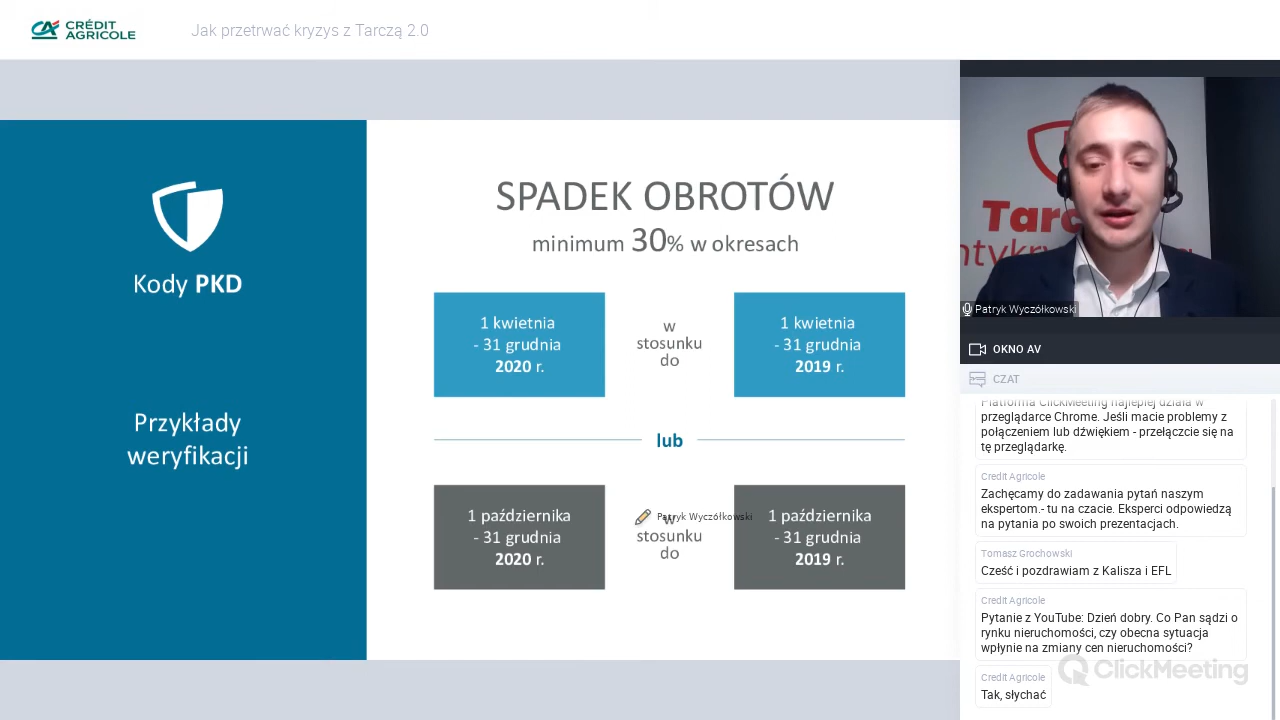 CRÉDIT
AGRICOLE
Jak przetrwać kryzys z Tarczą 2.0
Kody PKD
Przykłady
weryfikacji
SPADEK OBROTÓW
minimum 30% w okresach
1 kwietnia
- 31 grudnia
2020 r.
w
stosunku
do
1 kwietnia
- 31 grudnia
2019 r.
lub
1 października
- 31 grudnia
2020 r.
w
stosunku
do
Patryk Wyczółkowski
1 października
- 31 grudnia
2019 r.
Patryk Wyczółkowski
OKNO AV
CZAT
Platforma ClickMeeting najlepiej działa w
przeglądarce Chrome. Jeśli macie problemy z
połączeniem lub dźwiękiem - przełączcie się na
tę przeglądarkę.
Credit Agricole
Zachęcamy do zadawania pytań naszym
ekspertom.- tu na czacie. Eksperci odpowiedzą
na pytania po swoich prezentacjach.
Tomasz Grochowski
Cześć i pozdrawiam z Kalisza i EFL
Credit Agricole
Pytanie z YouTube: Dzień dobry. Co Pan sądzi o
rynku nieruchomości, czy obecna sytuacja
wpłynie na zmiany cen nieruchomości?
Credit Agricole
Tak, słychać
ClickMeeting